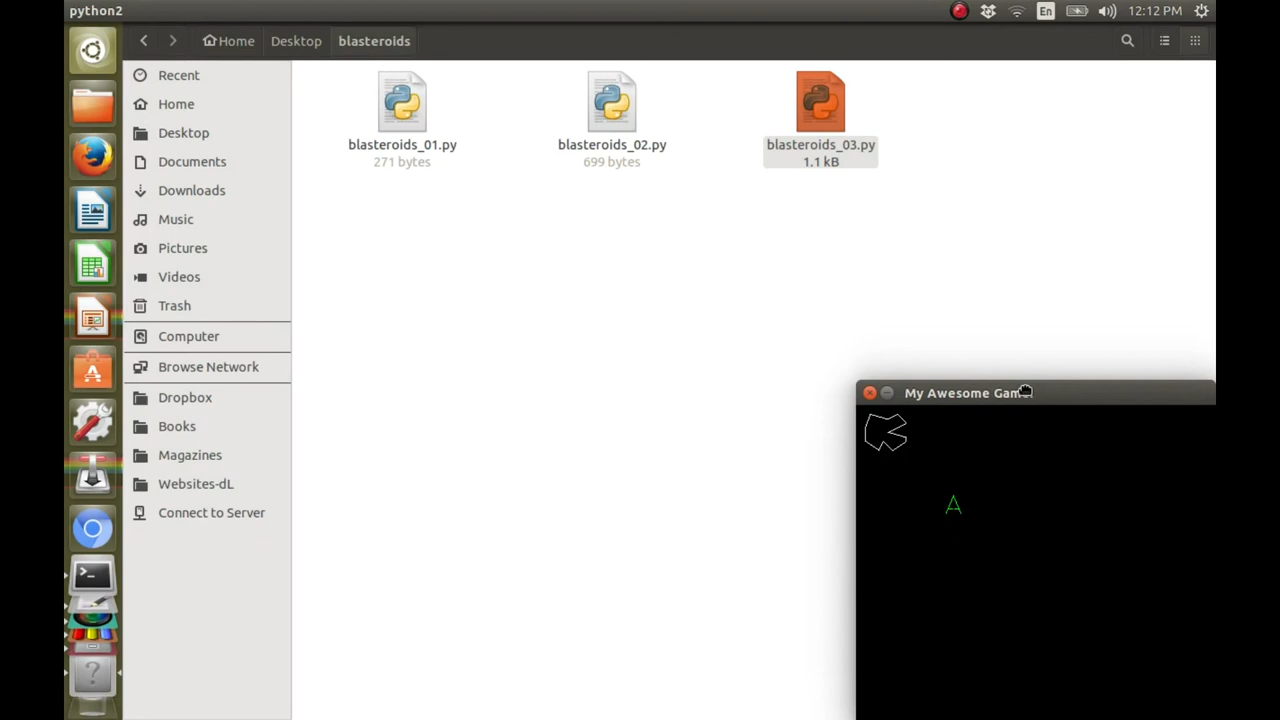 python2
En
12:12 PM
Home
Desktop
blasteroids
Recent
Home
Desktop
Documents
Downloads
Music
Pictures
Videos
Trash
Computer
Browse Network
Dropbox
Books
Magazines
Websites-dL
Connect to Server
blasteroids_01.py
271 bytes
blasteroids_02.py
699 bytes
blasteroids_03.py
1.1 kB
My Awesome Game!